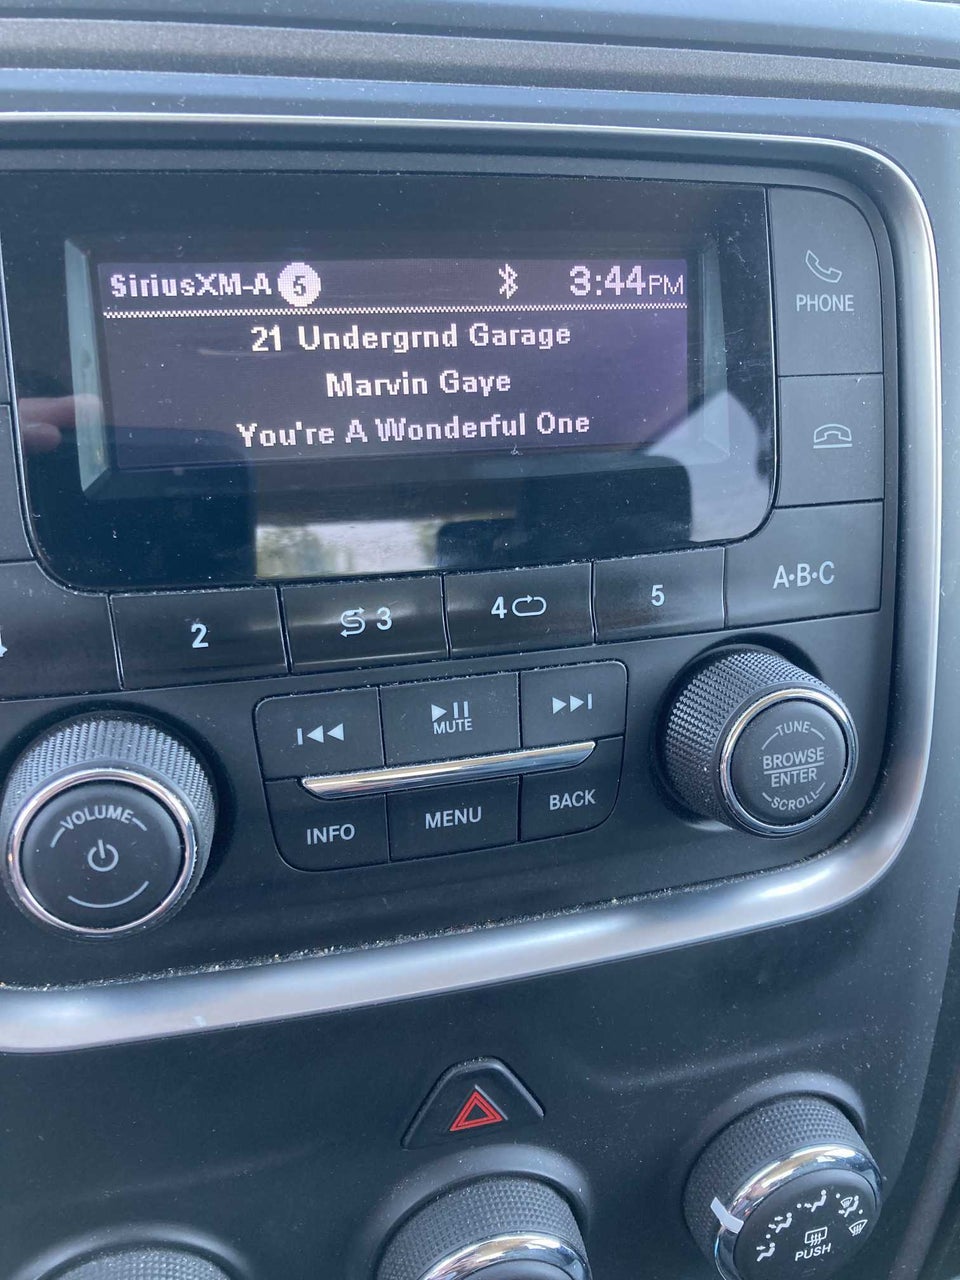 SiriusXM-A 5 3:44PM
21 Undergrnd Garage
Marvin Gaye
You're A Wonderful One
PHONE
2
3
4
5
A·B·C
MUTE
INFO
MENU
BACK
VOLUME
TUNE
BROWSE
ENTER
SCROLL
PUSH